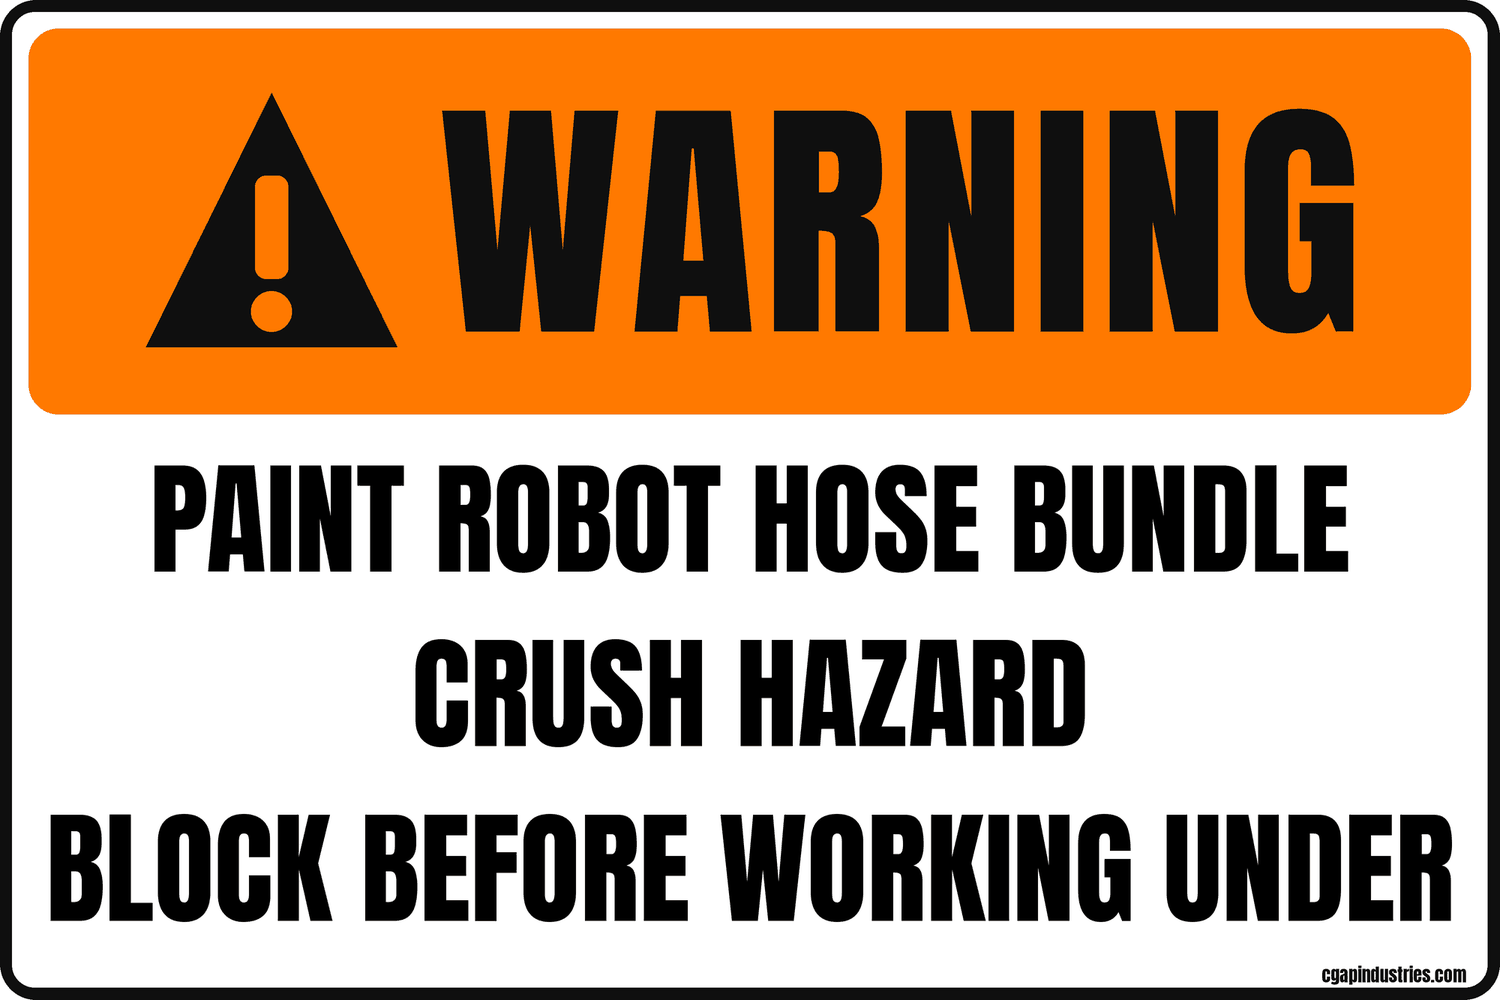 WARNING
PAINT ROBOT HOSE BUNDLE
CRUSH HAZARD
BLOCK BEFORE WORKING UNDER
cgapindustries.com